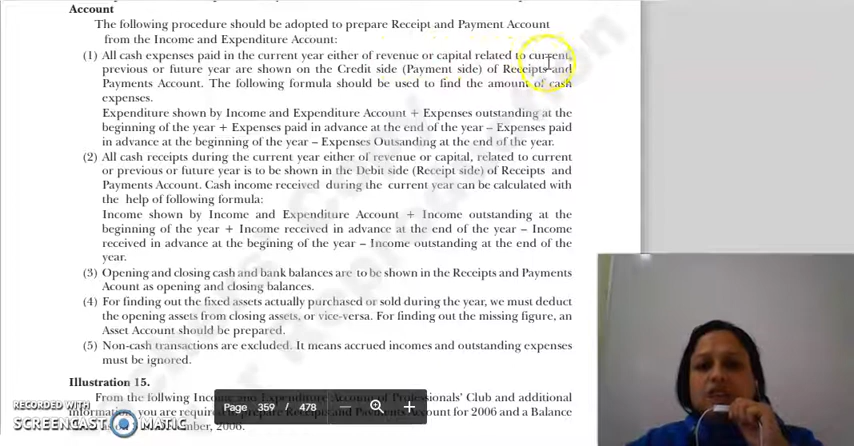 Account
The following procedure should be adopted to prepare Receipt and Payment Account
from the Income and Expenditure Account:
(1) All cash expenses paid in the current year either of revenue or capital related to current,
previous or future year are shown on the Credit side (Payment side) of Receipts and
Payments Account. The following formula should be used to find the amount of cash
expenses.
Expenditure shown by Income and Expenditure Account + Expenses outstanding at the
beginning of the year + Expenses paid in advance at the end of the year – Expenses paid
in advance at the beginning of the year – Expenses Outsanding at the end of the year.
(2) All cash receipts during the current year either of revenue or capital, related to current
or previous or future year is to be shown in the Debit side (Receipt side) of Receipts and
Payments Account. Cash income received during the current year can be calculated with
the help of following formula:
Income shown by Income and Expenditure Account + Income outstanding at the
beginning of the year + Income received in advance at the end of the year – Income
received in advance at the begining of the year – Income outstanding at the end of the
year.
(3) Opening and closing cash and bank balances are to be shown in the Receipts and Payments
Acount as opening and closing balances.
(4) For finding out the fixed assets actually purchased or sold during the year, we must deduct
the opening assets from closing assets, or vice-versa. For finding out the missing figure, an
Asset Account should be prepared.
(5) Non-cash transactions are excluded. It means accrued incomes and outstanding expenses
must be ignored.
Illustration 15.
From the follwing Income and Expenditure Account of Professionals' Club and additional
information, you are required to prepare Receipts and Payments Account for 2006 and a Balance
2006.
Page 359 / 478
RECORDED WITH
SCREENCAST MATIC